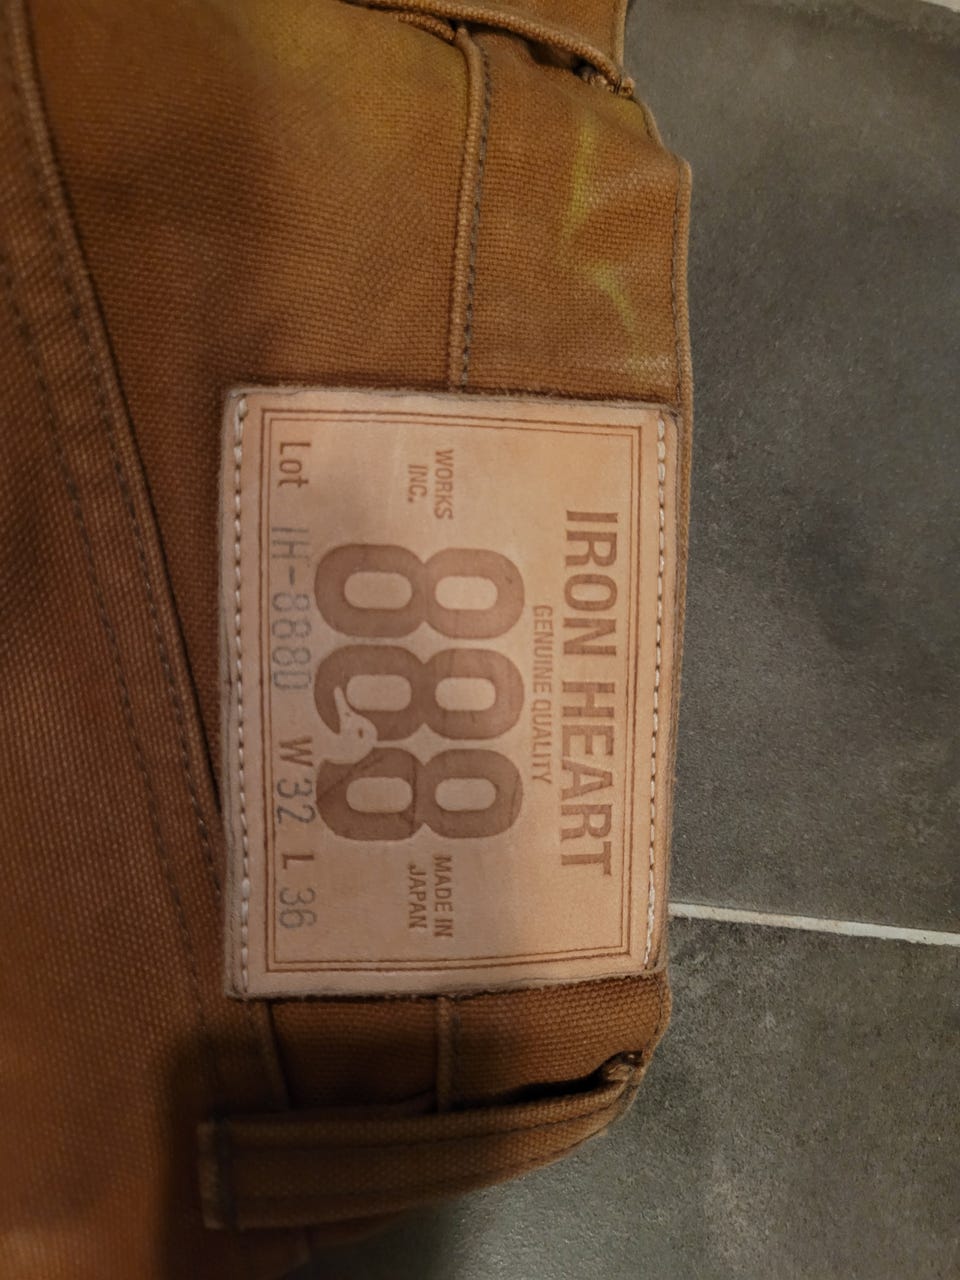 IRON HEART
GENUINE QUALITY
WORKS
INC.
888
MADE IN
JAPAN
Lot IH-888D W 32 L 36